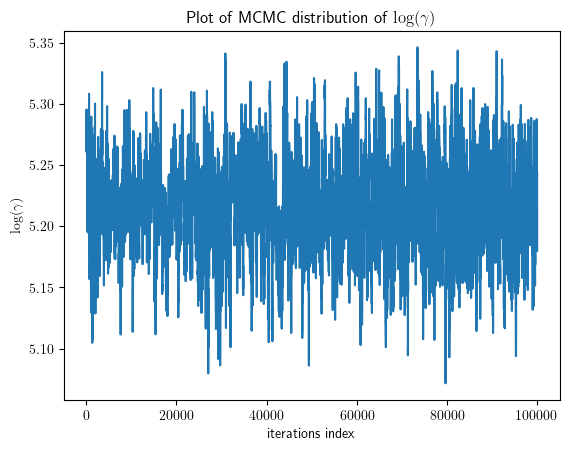 Plot of MCMC distribution of log(γ)
5.35
5.30
5.25
5.20
5.15
5.10
log(γ)
0 20000 40000 60000 80000 100000
iterations index